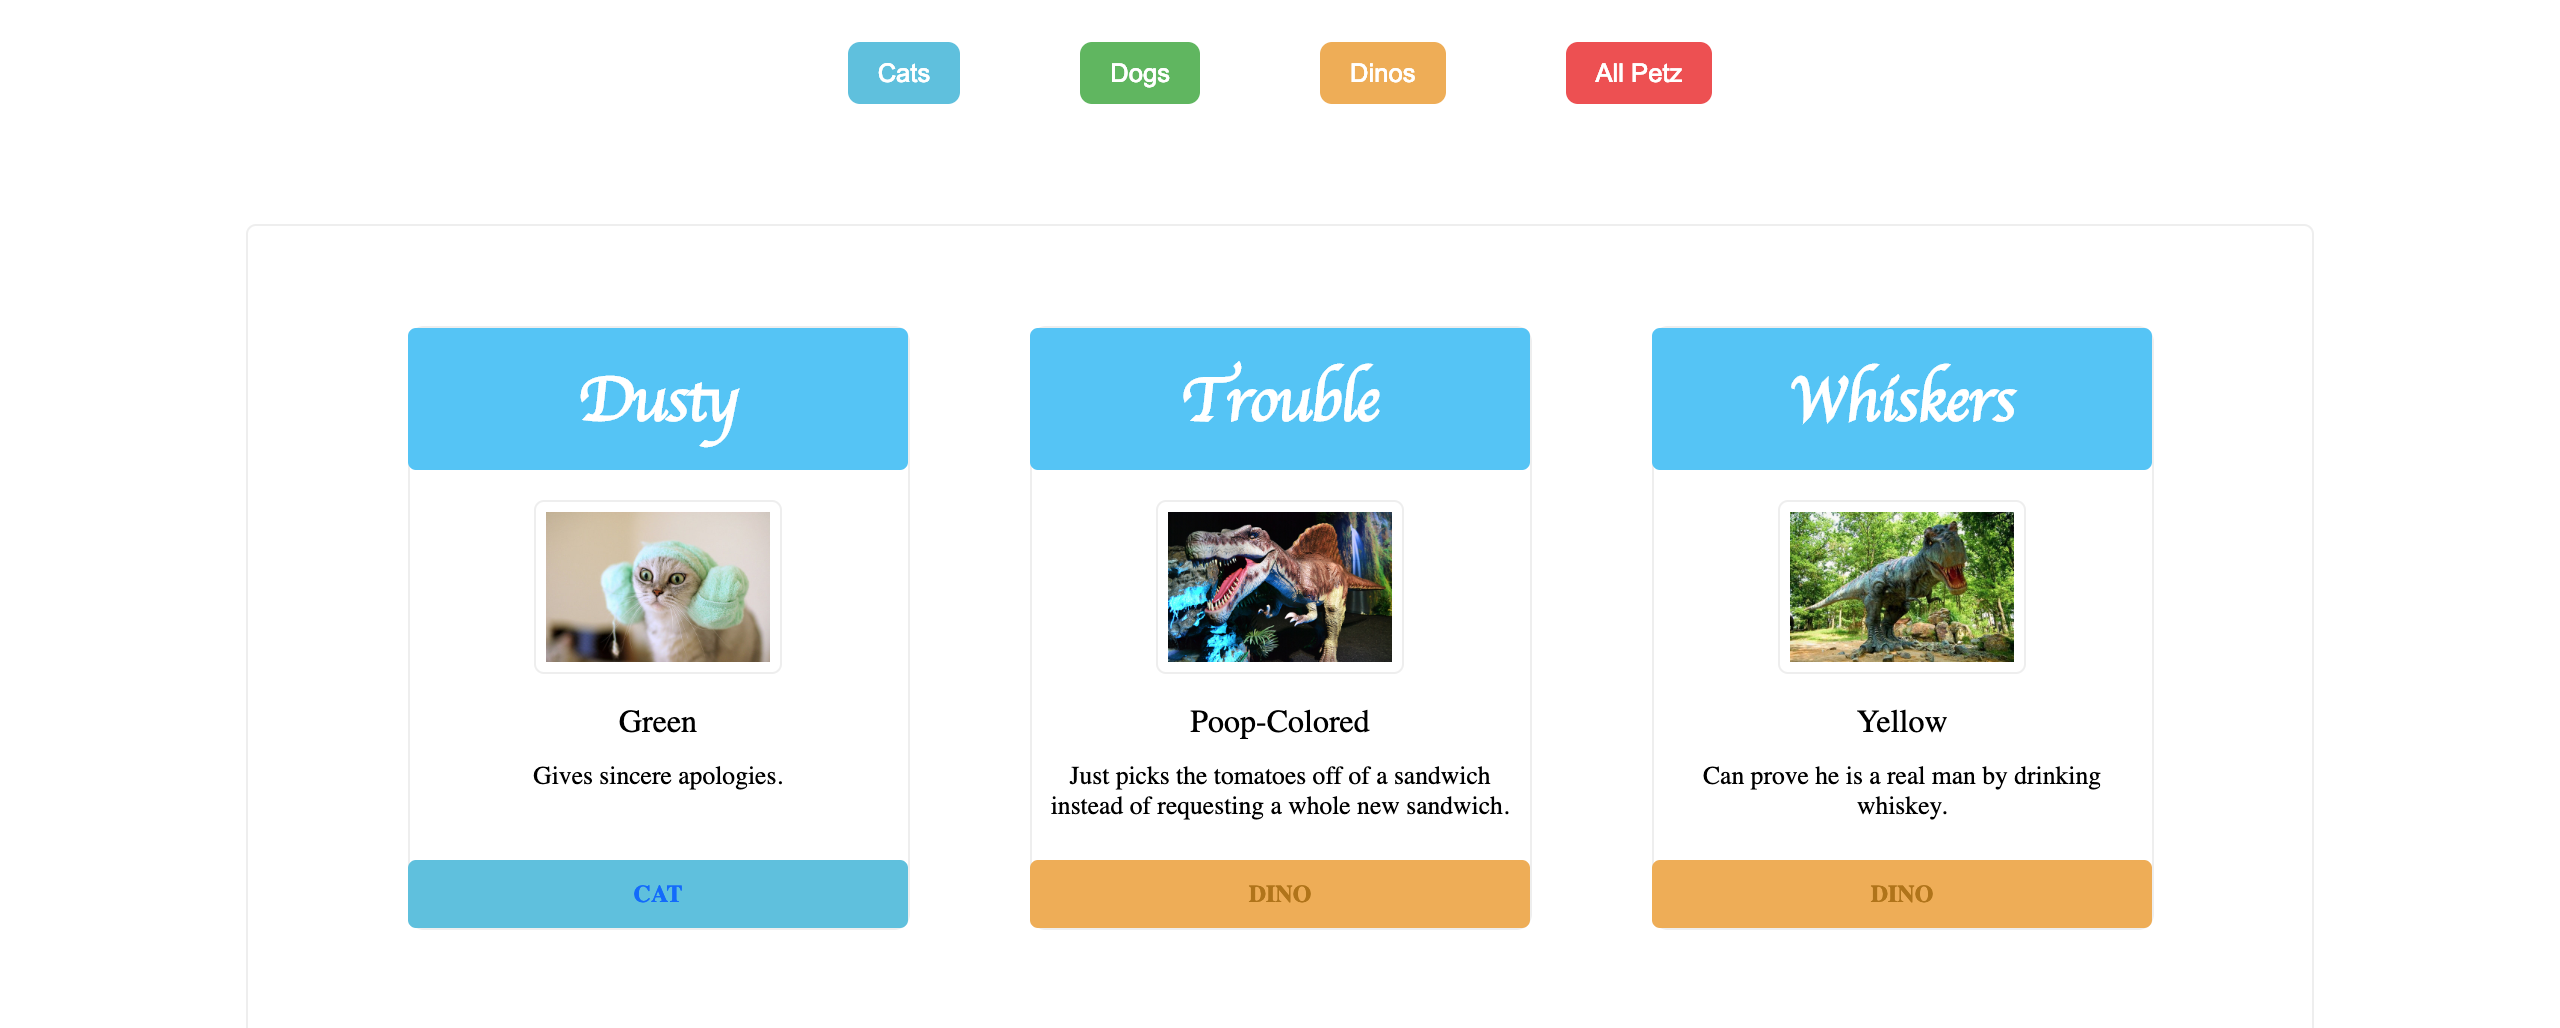 Cats
Dogs
Dinos
All Petz
Dusty
Green
Gives sincere apologies.
CAT
Trouble
Poop-Colored
Just picks the tomatoes off of a sandwich
instead of requesting a whole new sandwich.
DINO
Whiskers
Yellow
Can prove he is a real man by drinking
whiskey.
DINO